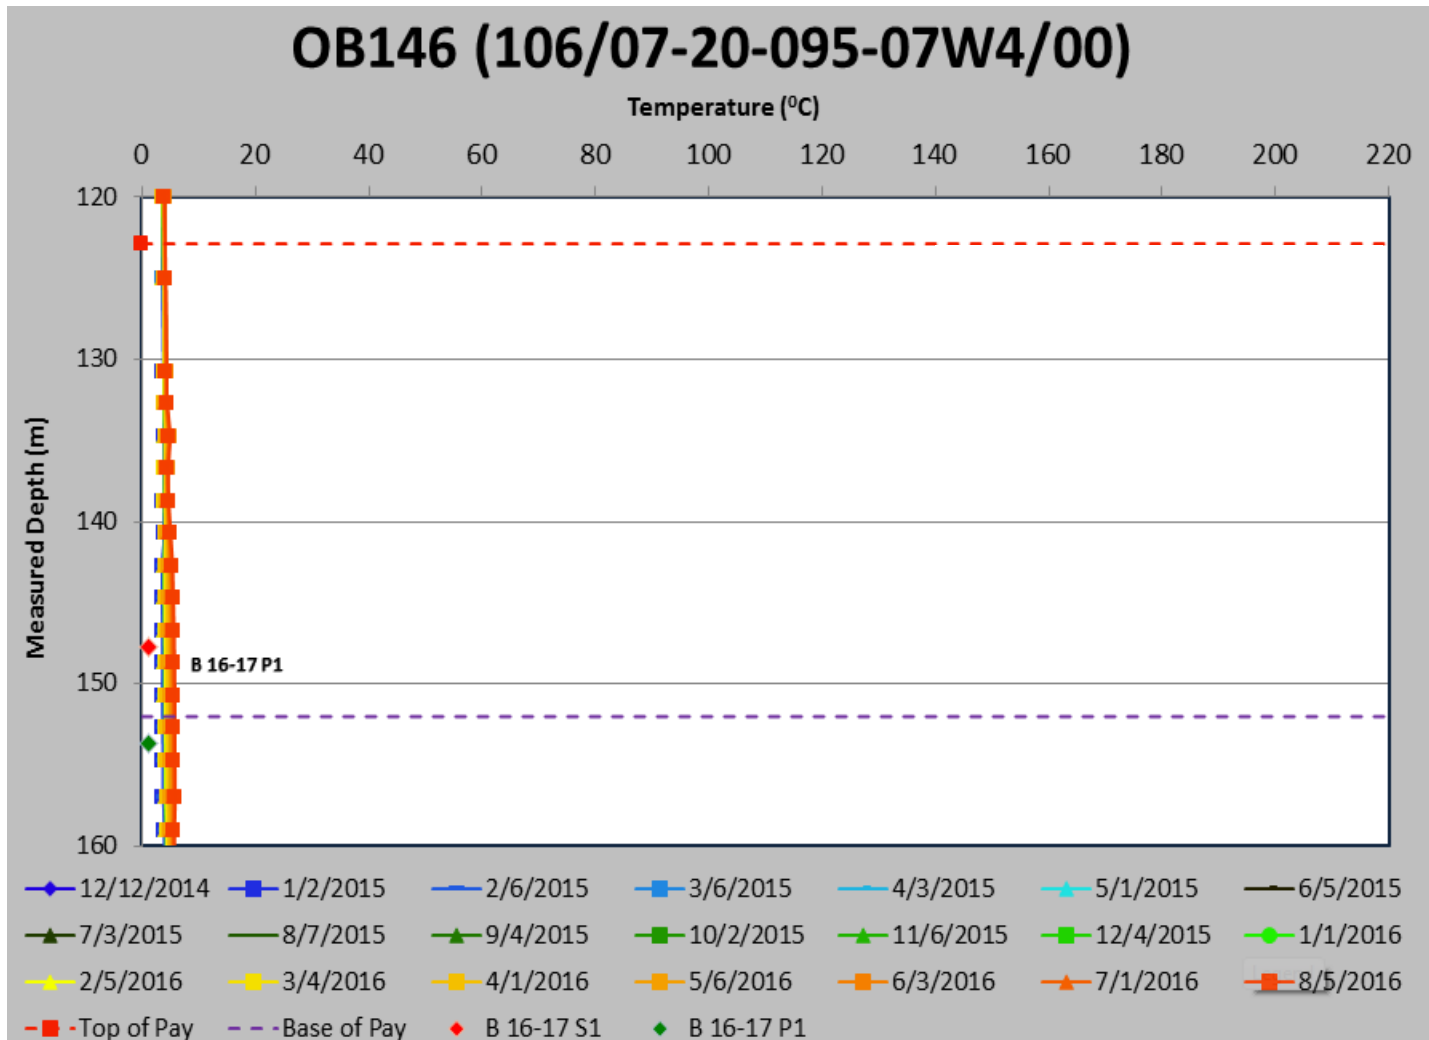 OB146 (106/07-20-095-07W4/00)
Temperature (⁰C)
0 20 40 60 80 100 120 140 160 180 200 220
120
130
140
150
160
Measured Depth (m)
B 16-17 P1
12/12/2014 1/2/2015 2/6/2015 3/6/2015 4/3/2015 5/1/2015 6/5/2015
7/3/2015 8/7/2015 9/4/2015 10/2/2015 11/6/2015 12/4/2015 1/1/2016
2/5/2016 3/4/2016 4/1/2016 5/6/2016 6/3/2016 7/1/2016 8/5/2016
Top of Pay Base of Pay B 16-17 S1 B 16-17 P1